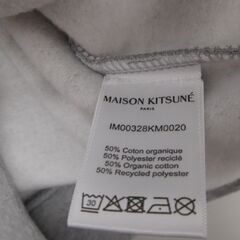 MAISON KITSUNÉ
PARIS
IM00328KM0020
50% Coton organique
50% Polyester reciclé
50% Organic cotton
50% Recycled polyester
30